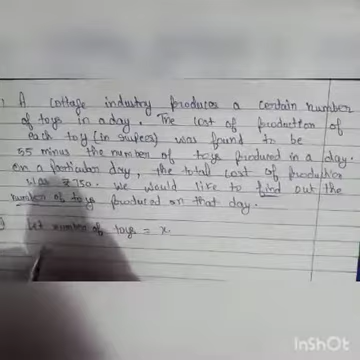 A cottage industry produces a certain number
of toys in a day. The cost of production of
each toy (in rupees) was found to be
55 minus the number of toys produced in a day.
on a particular day, the total cost of production
was ₹ 750. We would like to find out the
number of toys produced on that day.
Let number of toys = x
InShOt